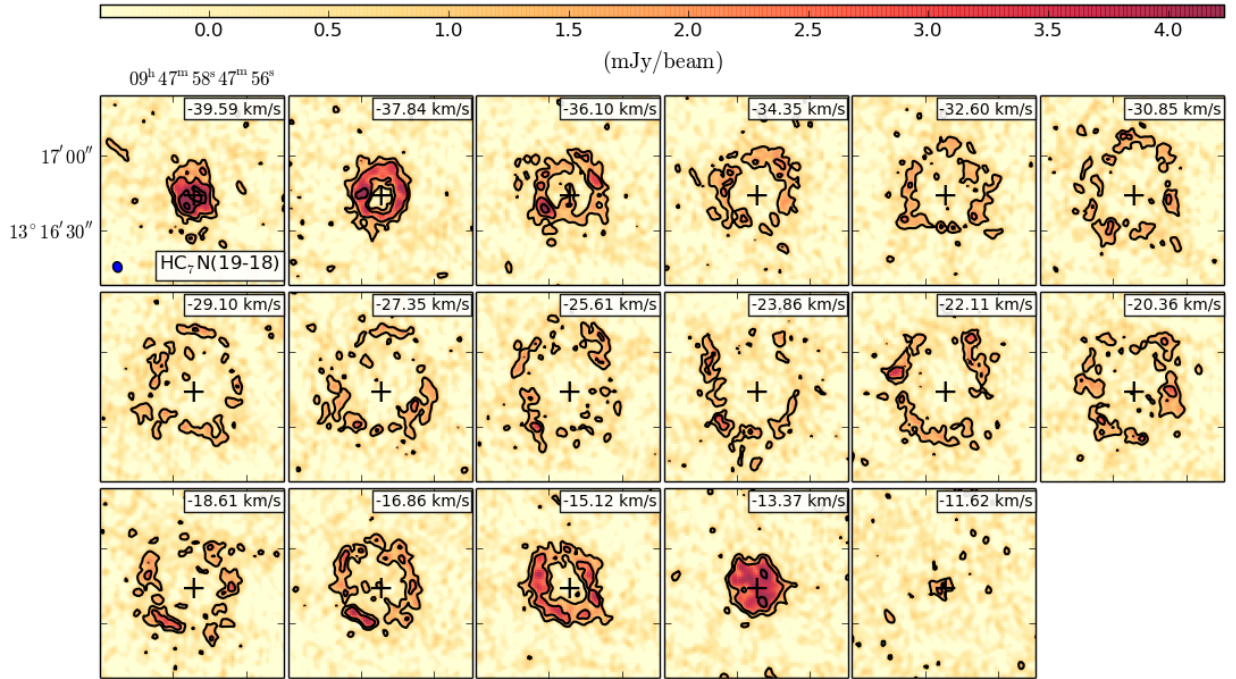 0.0 0.5 1.0 1.5 2.0 2.5 3.0 3.5 4.0
(mJy/beam)
09ʰ 47ᵐ 58ˢ 47ᵐ 56ˢ
-39.59 km/s -37.84 km/s -36.10 km/s -34.35 km/s -32.60 km/s -30.85 km/s
17′ 00″
13° 16′ 30″
HC₇N(19-18)
-29.10 km/s -27.35 km/s -25.61 km/s -23.86 km/s -22.11 km/s -20.36 km/s
-18.61 km/s -16.86 km/s -15.12 km/s -13.37 km/s -11.62 km/s